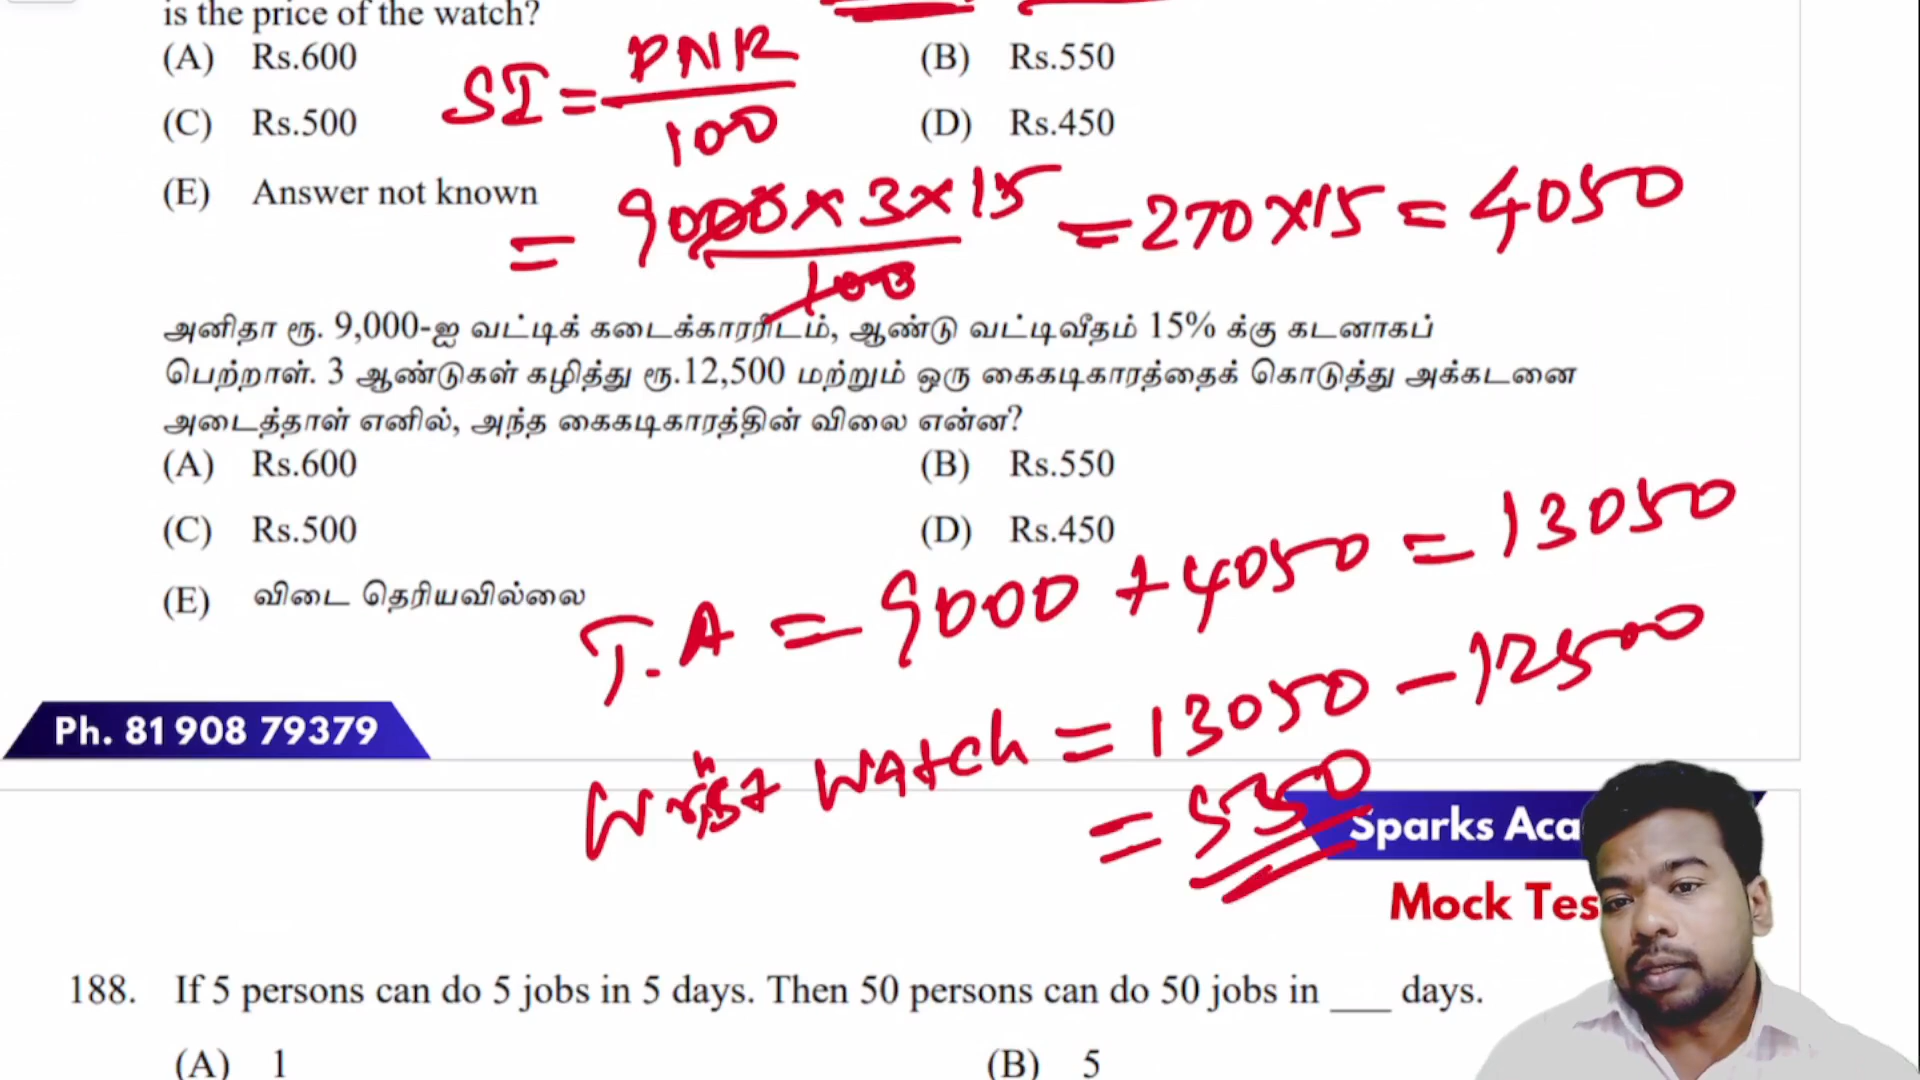 is the price of the watch?
(A) Rs.600 (B) Rs.550
(C) Rs.500 (D) Rs.450
(E) Answer not known
SI = PNR / 100
= 9000 x 3 x 15 / 100 = 270 x 15 = 4050
அனிதா ரூ. 9,000-ஐ வட்டிக் கடைக்காரரிடம், ஆண்டு வட்டிவீதம் 15% க்கு கடனாகப்
பெற்றாள். 3 ஆண்டுகள் கழித்து ரூ.12,500 மற்றும் ஒரு கைகடிகாரத்தைக் கொடுத்து அக்கடனை
அடைத்தாள் எனில், அந்த கைகடிகாரத்தின் விலை என்ன?
(A) Rs.600 (B) Rs.550
(C) Rs.500 (D) Rs.450
(E) விடை தெரியவில்லை
T.A = 9000 + 4050 = 13050
Watch = 13050 - 12500
Ph. 81 908 79379
Sparks Aca
Mock Tes
188. If 5 persons can do 5 jobs in 5 days. Then 50 persons can do 50 jobs in ___ days.
(A) 1 (B) 5